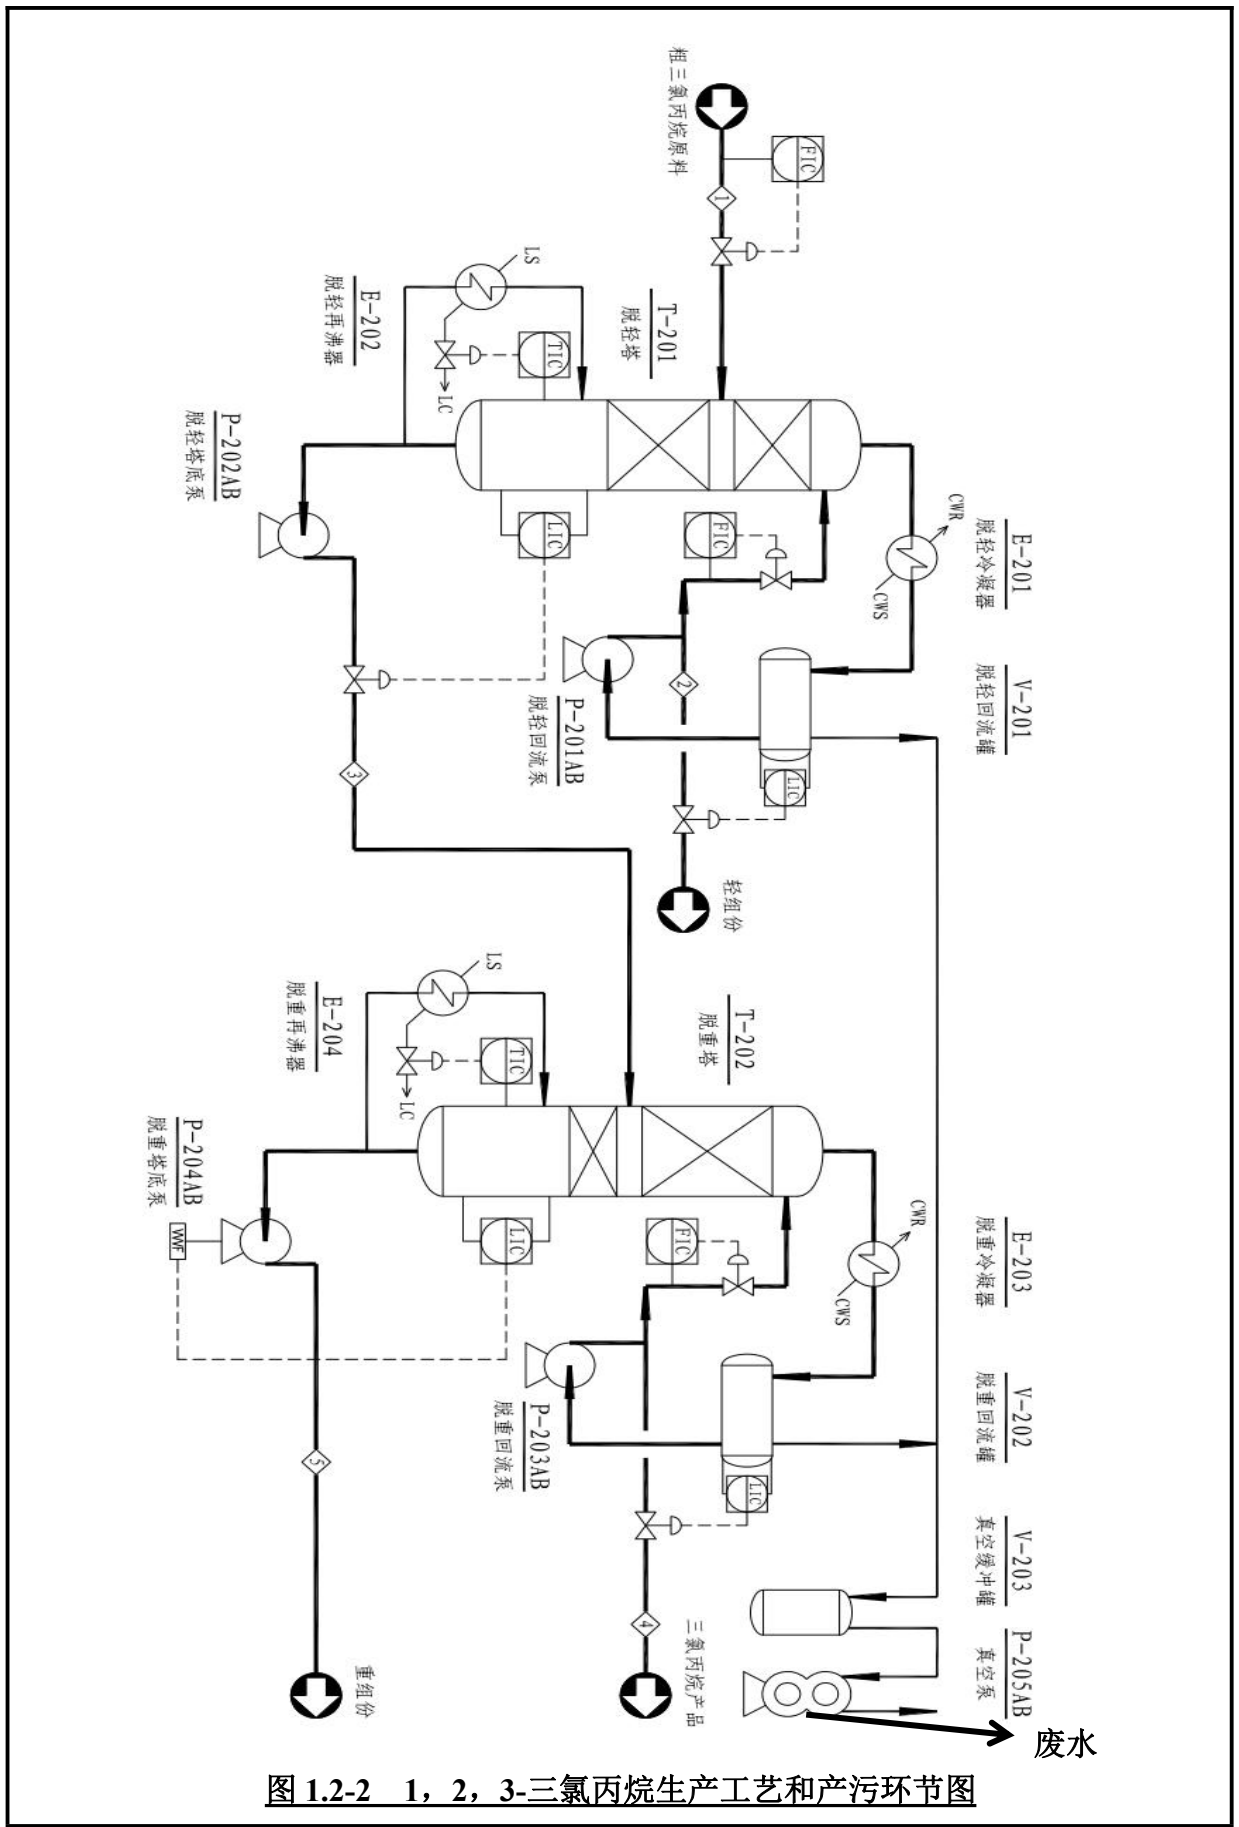 E-201
脱轻冷凝器
V-201
脱轻回流罐
E-203
脱重冷凝器
V-202
脱重回流罐
V-203
真空缓冲罐
P-205AB
真空泵
粗三氯丙烷原料
FIC
1
T-201
脱轻塔
LS
E-202
脱轻再沸器
TIC
LC
P-202AB
脱轻塔底泵
LIC
FIC
CWR
CWS
P-201AB
脱轻回流泵
2
LIC
3
轻组份
T-202
脱重塔
LS
E-204
脱重再沸器
TIC
LC
P-204AB
脱重塔底泵
VVVF
LIC
FIC
CWR
CWS
P-203AB
脱重回流泵
LIC
4
三氯丙烷产品
5
重组份
废水
图 1.2-2 1，2，3-三氯丙烷生产工艺和产污环节图